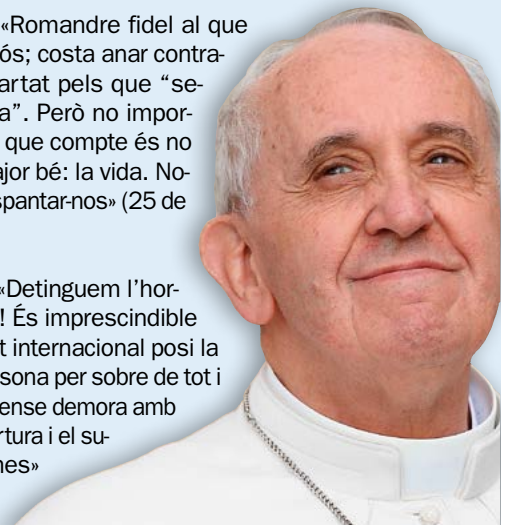 «Romandre fidel al que
ós; costa anar contra-
artat pels que “se-
a”. Però no impor-
que compte és no
ajor bé: la vida. No-
spantar-nos» (25 de
«Detinguem l’hor-
! És imprescindible
t internacional posi la
sona per sobre de tot i
ense demora amb
rtura i el su-
nes»